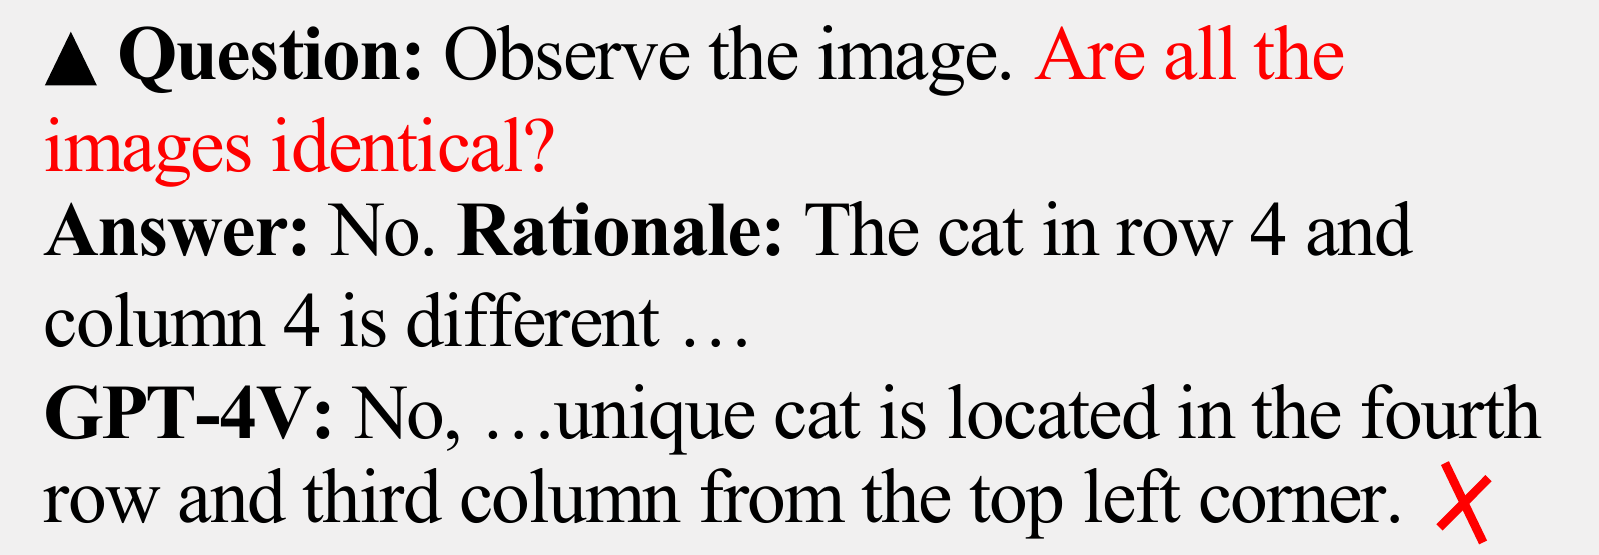 ▲ Question: Observe the image. Are all the
images identical?
Answer: No. Rationale: The cat in row 4 and
column 4 is different …
GPT-4V: No, …unique cat is located in the fourth
row and third column from the top left corner. ✗